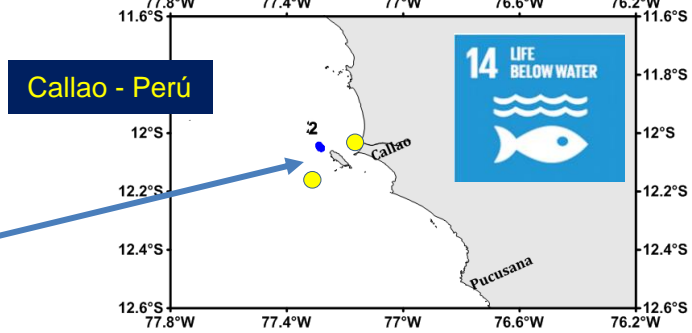 77.8°W 77.4°W 77°W 76.6°W 76.2°W
11.6°S 11.6°S
14 LIFE
BELOW WATER
11.8°S
Callao - Perú
2
12°S 12°S
Callao
12.2°S 12.2°S
12.4°S 12.4°S
Pucusana
12.6°S 12.6°S
77.8°W 77.4°W 77°W 76.6°W 76.2°W